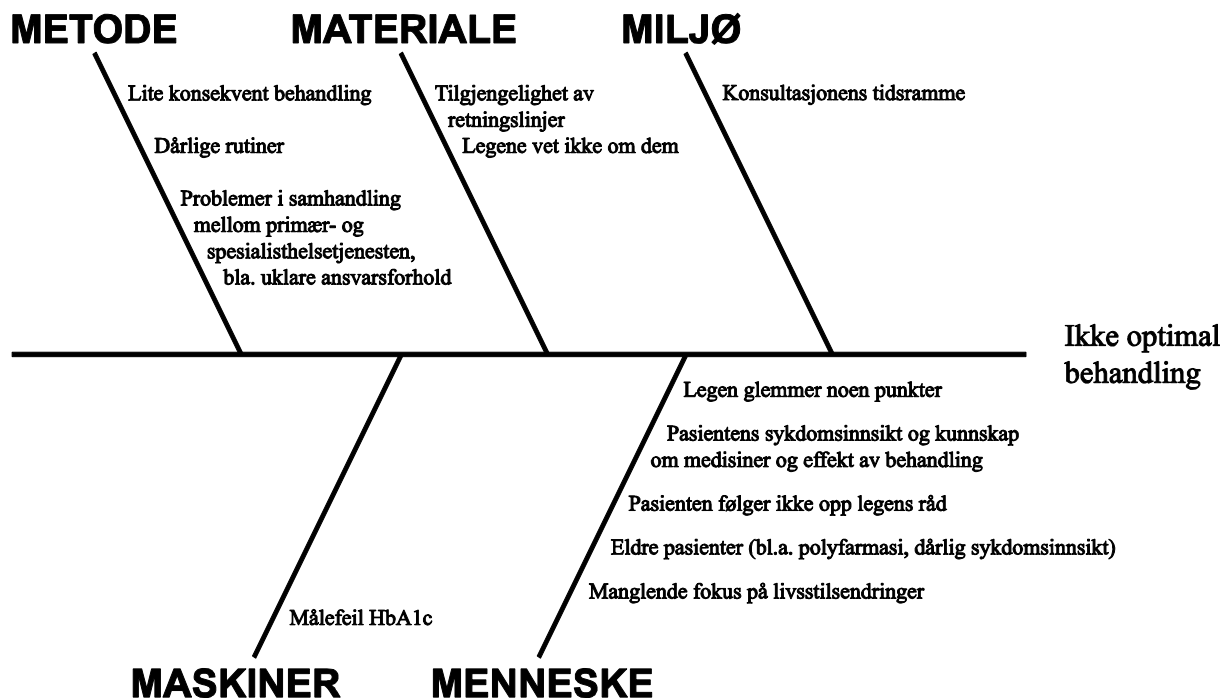 METODE
MATERIALE
MILJØ
Lite konsekvent behandling
Dårlige rutiner
Problemer i samhandling
mellom primær- og
spesialisthelsetjenesten,
bla. uklare ansvarsforhold
Tilgjengelighet av
retningslinjer
Legene vet ikke om dem
Konsultasjonens tidsramme
Ikke optimal
behandling
Legen glemmer noen punkter
Pasientens sykdomsinnsikt og kunnskap
om medisiner og effekt av behandling
Pasienten følger ikke opp legens råd
Eldre pasienter (bl.a. polyfarmasi, dårlig sykdomsinnsikt)
Manglende fokus på livsstilsendringer
Målefeil HbA1c
MASKINER
MENNESKE